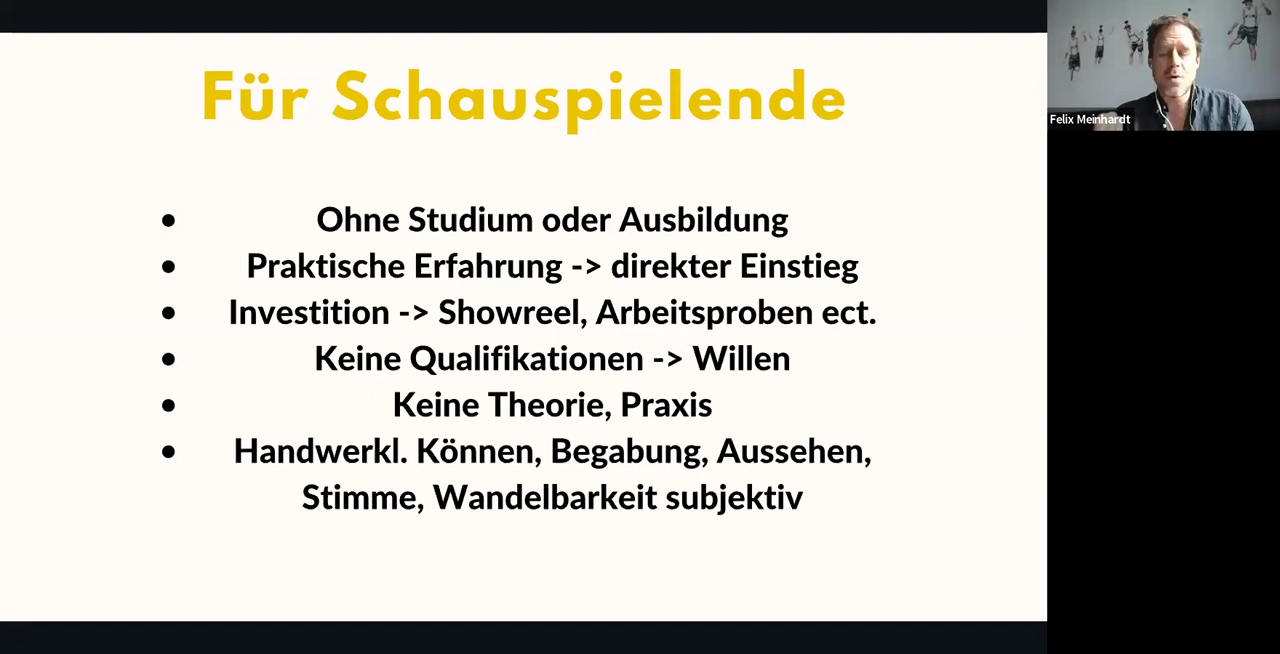 Für Schauspielende
• Ohne Studium oder Ausbildung
• Praktische Erfahrung -> direkter Einstieg
• Investition -> Showreel, Arbeitsproben ect.
• Keine Qualifikationen -> Willen
• Keine Theorie, Praxis
• Handwerkl. Können, Begabung, Aussehen,
Stimme, Wandelbarkeit subjektiv
Felix Meinhardt